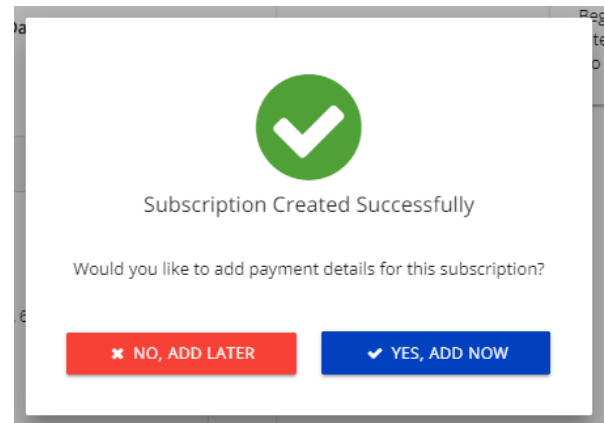 Subscription Created Successfully
Would you like to add payment details for this subscription?
NO, ADD LATER
YES, ADD NOW